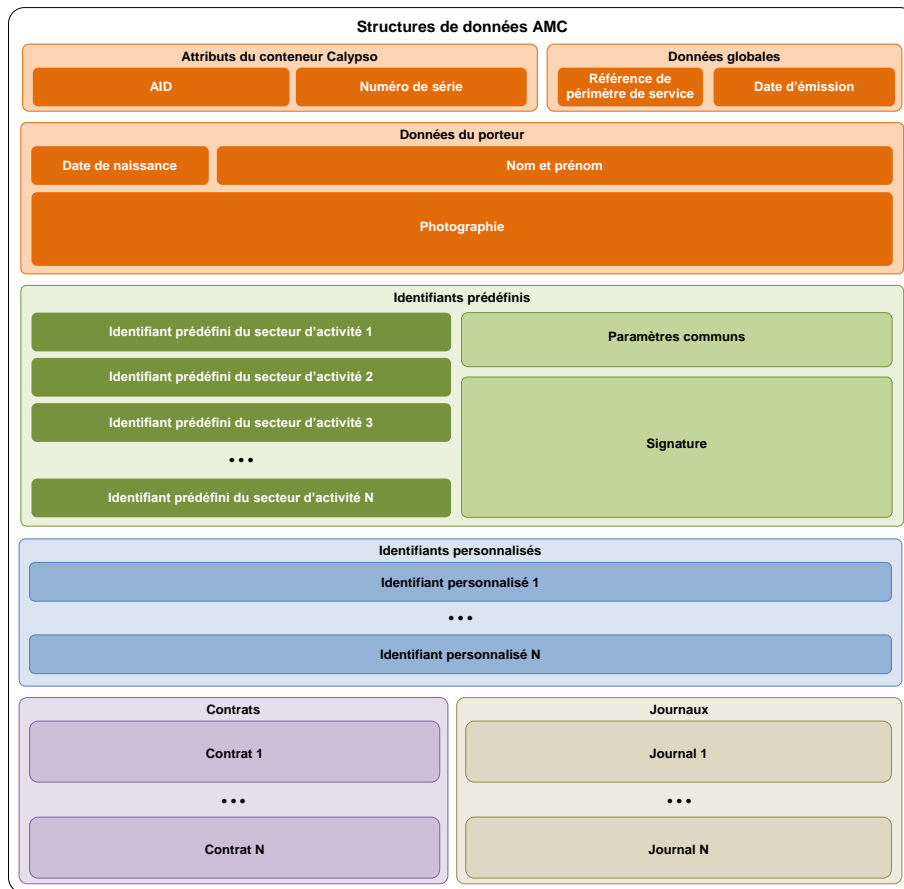 Structures de données AMC
Attributs du conteneur Calypso
AID
Numéro de série
Données globales
Référence de
périmètre de service
Date d'émission
Données du porteur
Date de naissance
Nom et prénom
Photographie
Identifiants prédéfinis
Identifiant prédéfini du secteur d'activité 1
Identifiant prédéfini du secteur d'activité 2
Identifiant prédéfini du secteur d'activité 3
•••
Identifiant prédéfini du secteur d'activité N
Paramètres communs
Signature
Identifiants personnalisés
Identifiant personnalisé 1
•••
Identifiant personnalisé N
Contrats
Contrat 1
•••
Contrat N
Journaux
Journal 1
•••
Journal N